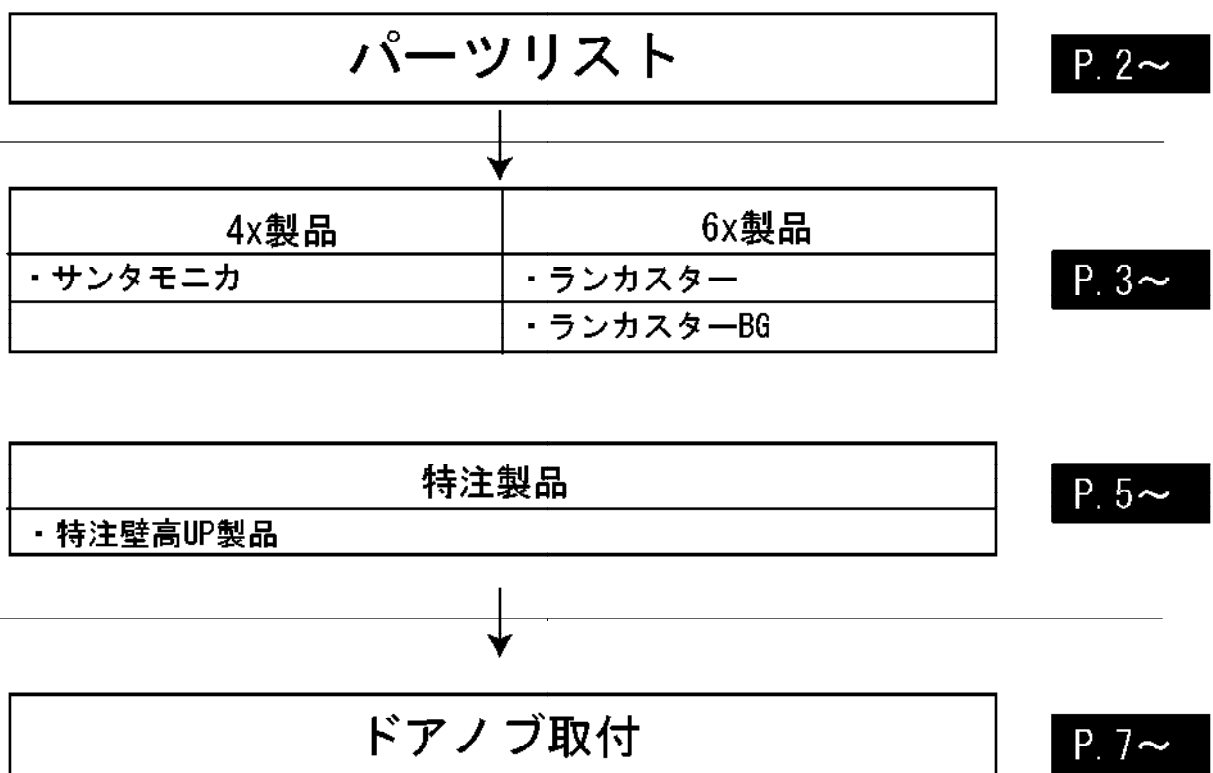 パーツリスト
P. 2～
4x製品
6x製品
・サンタモニカ
・ランカスター
P. 3～
・ランカスターBG
特注製品
P. 5～
・特注壁高UP製品
ドアノブ取付
P. 7～